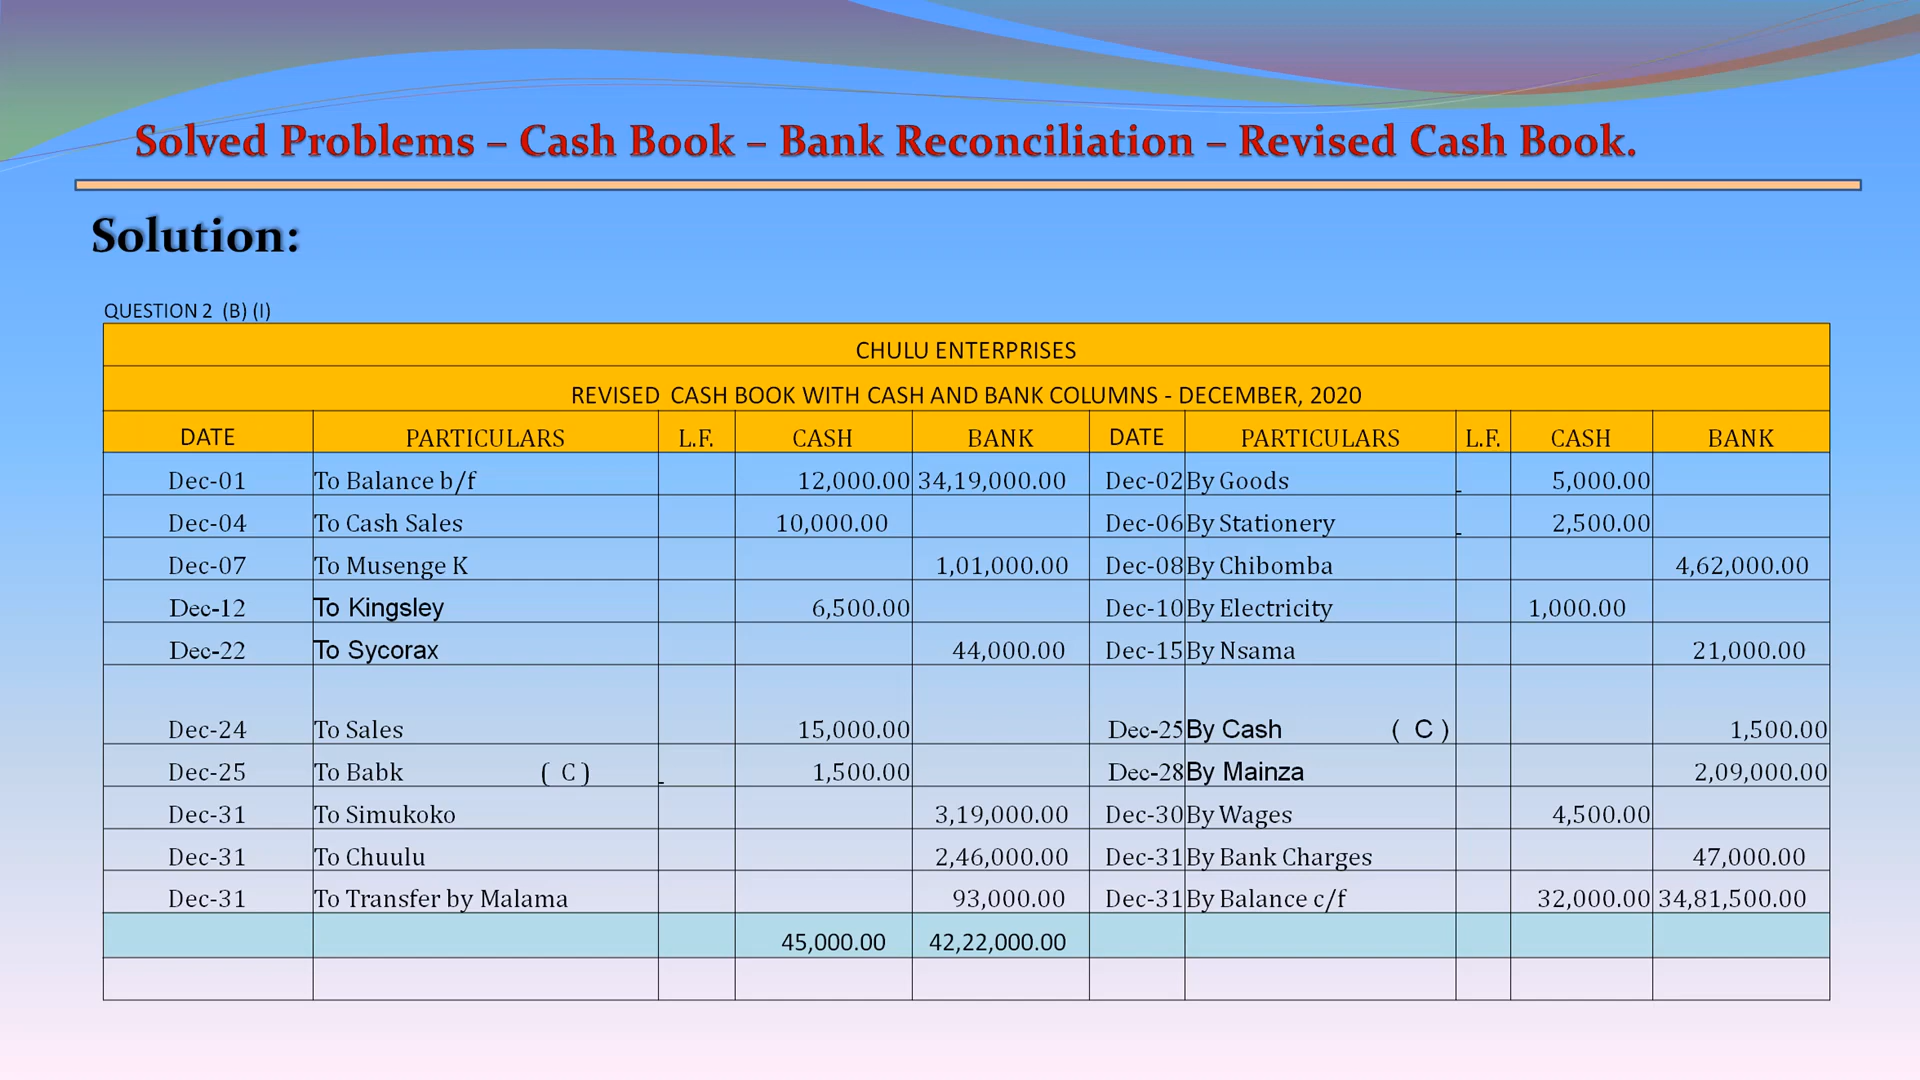 Solved Problems – Cash Book – Bank Reconciliation – Revised Cash Book.
Solution:
QUESTION 2 (B) (I)
CHULU ENTERPRISES
REVISED CASH BOOK WITH CASH AND BANK COLUMNS - DECEMBER, 2020
DATE PARTICULARS L.F. CASH BANK DATE PARTICULARS L.F. CASH BANK
Dec-01 To Balance b/f 12,000.00 34,19,000.00 Dec-02 By Goods 5,000.00
Dec-04 To Cash Sales 10,000.00 Dec-06 By Stationery 2,500.00
Dec-07 To Musenge K 1,01,000.00 Dec-08 By Chibomba 4,62,000.00
Dec-12 To Kingsley 6,500.00 Dec-10 By Electricity 1,000.00
Dec-22 To Sycorax 44,000.00 Dec-15 By Nsama 21,000.00
Dec-24 To Sales 15,000.00 Dec-25 By Cash ( C ) 1,500.00
Dec-25 To Babk ( C ) 1,500.00 Dec-28 By Mainza 2,09,000.00
Dec-31 To Simukoko 3,19,000.00 Dec-30 By Wages 4,500.00
Dec-31 To Chuulu 2,46,000.00 Dec-31 By Bank Charges 47,000.00
Dec-31 To Transfer by Malama 93,000.00 Dec-31 By Balance c/f 32,000.00 34,81,500.00
45,000.00 42,22,000.00